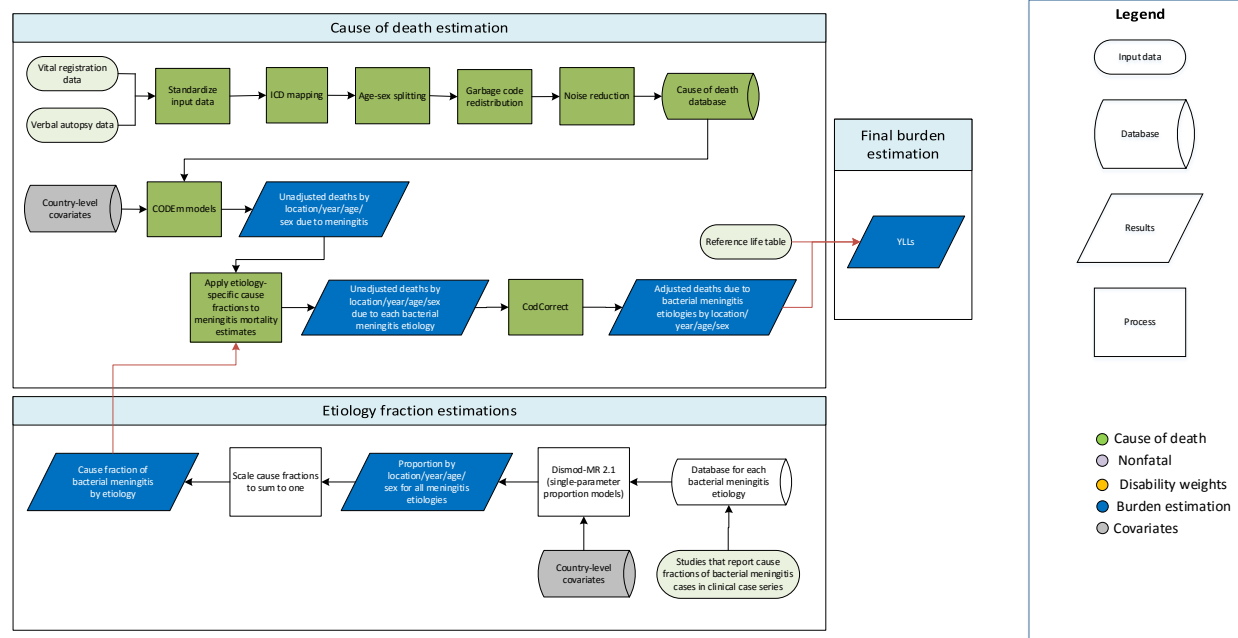 Cause of death estimation
Vital registration
data
Verbal autopsy data
Standardize
input data
ICD mapping
Age-sex splitting
Garbage code
redistribution
Noise reduction
Cause of death
database
Country-level
covariates
CODEm models
Unadjusted deaths by
location/year/age/
sex due to meningitis
Apply etiology-
specific cause
fractions to
meningitis mortality
estimates
Unadjusted deaths by
location/year/age/sex
due to each bacterial
meningitis etiology
CodCorrect
Adjusted deaths due to
bacterial meningitis
etiologies by location/
year/age/sex
Reference life table
Final burden
estimation
YLLs
Etiology fraction estimations
Cause fraction of
bacterial meningitis
by etiology
Scale cause fractions
to sum to one
Proportion by
location/year/age/
sex for all meningitis
etiologies
Dismod-MR 2.1
(single-parameter
proportion models)
Database for each
bacterial meningitis
etiology
Country-level
covariates
Studies that report cause
fractions of bacterial meningitis
cases in clinical case series
Legend
Input data
Database
Results
Process
Cause of death
Nonfatal
Disability weights
Burden estimation
Covariates